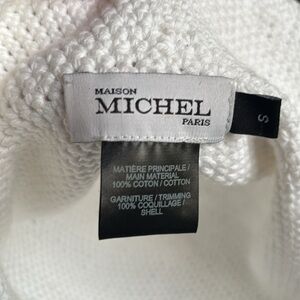 MAISON
MICHEL
PARIS
S
MATIÈRE PRINCIPALE /
MAIN MATERIAL
100% COTON / COTTON
GARNITURE / TRIMMING
100% COQUILLAGE /
SHELL